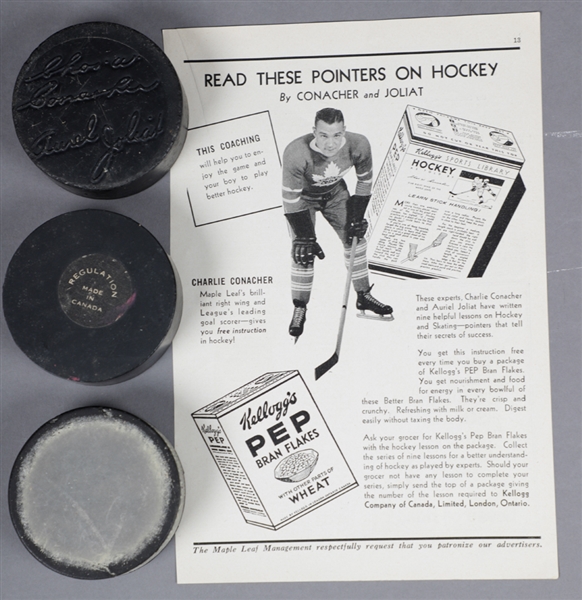 Charlie
Conacher
Aurel Joliat
REGULATION
MADE
IN
CANADA
13
READ THESE POINTERS ON HOCKEY
By CONACHER and JOLIAT
THIS COACHING
will help you to en-
joy the game and
your boy to play
better hockey.
Kellogg's SPORTS LIBRARY
HOCKEY
LEARN STICK HANDLING!
CHARLIE CONACHER
Maple Leaf's brill-
iant right wing and
League's leading
goal scorer—gives
you free instruction
in hockey!
These experts, Charlie Conacher
and Auriel Joliat have written
nine helpful lessons on Hockey
and Skating—pointers that tell
their secrets of success.
You get this instruction free
every time you buy a package
of Kellogg's PEP Bran Flakes.
You get nourishment and food
for energy in every bowlful of
these Better Bran Flakes. They're crisp and
crunchy. Refreshing with milk or cream. Digest
easily without taxing the body.
Ask your grocer for Kellogg's Pep Bran Flakes
with the hockey lesson on the package. Collect
the series of nine lessons for a better understand-
ing of hockey as played by experts. Should your
grocer not have any lesson to complete your
series, simply send the top of a package giving
the number of the lesson required to Kellogg
Company of Canada, Limited, London, Ontario.
Kellogg's
PEP
Kellogg's
PEP
BRAN FLAKES
WITH OTHER PARTS OF
WHEAT
The Maple Leaf Management respectfully request that you patronize our advertisers.